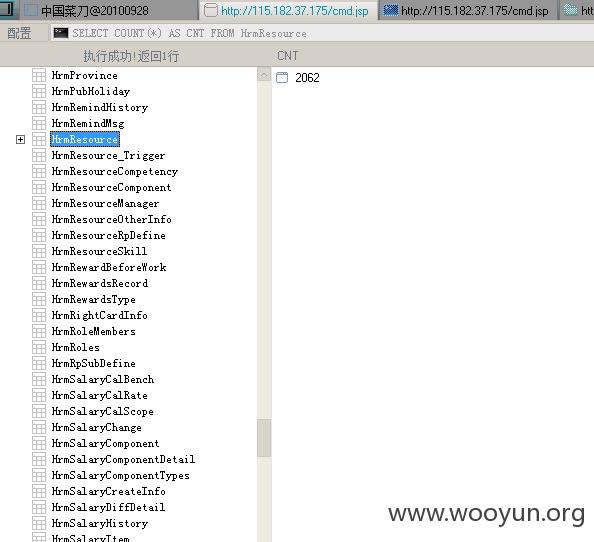 中国菜刀@20100928 http://115.182.37.175/cmd.jsp http://115.182.37.175/cmd.jsp htt
配置 SELECT COUNT(*) AS CNT FROM HrmResource
执行成功!返回1行 CNT
HrmProvince 2062
HrmPubHoliday
HrmRemindHistory
HrmRemindMsg
HrmResource
HrmResource_Trigger
HrmResourceCompetency
HrmResourceComponent
HrmResourceManager
HrmResourceOtherInfo
HrmResourceRpDefine
HrmResourceSkill
HrmRewardBeforeWork
HrmRewardsRecord
HrmRewardsType
HrmRightCardInfo
HrmRoleMembers
HrmRoles
HrmRpSubDefine
HrmSalaryCalBench
HrmSalaryCalRate
HrmSalaryCalScope
HrmSalaryChange
HrmSalaryComponent
HrmSalaryComponentDetail
HrmSalaryComponentTypes
HrmSalaryCreateInfo
HrmSalaryDiffDetail
HrmSalaryHistory
HrmSalaryItem
www.wooyun.org